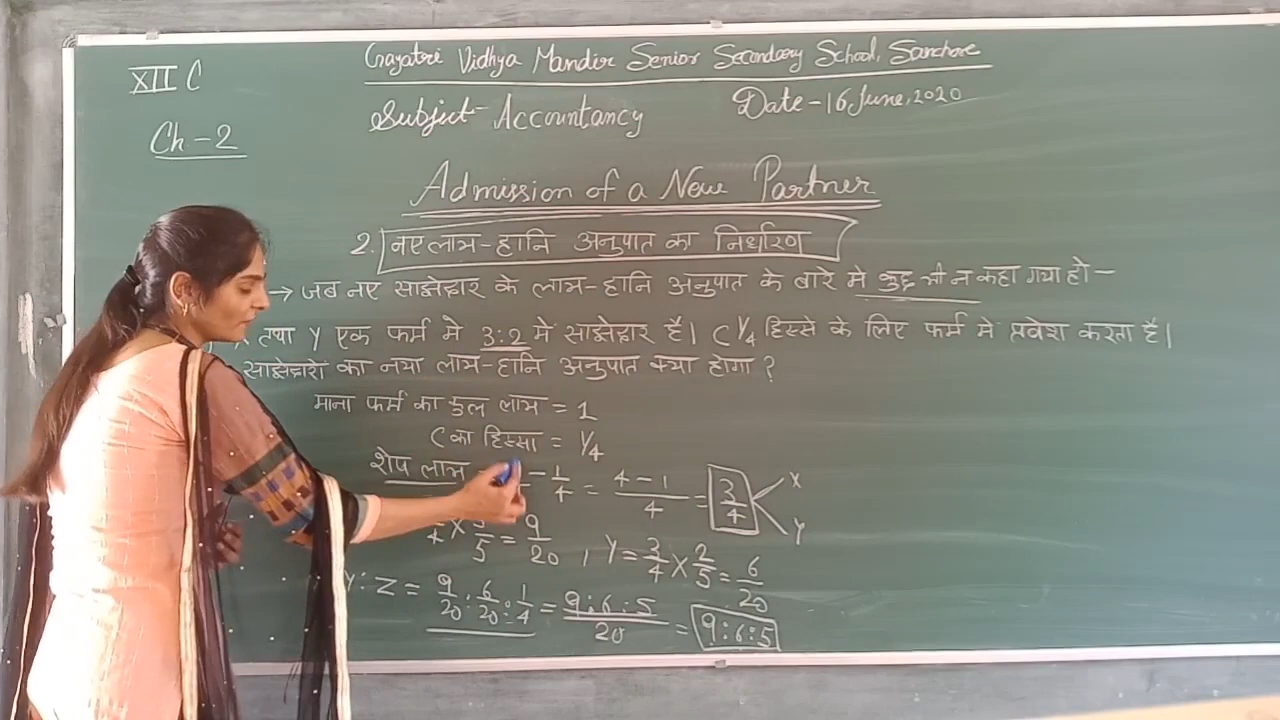 XII C
Gayatri Vidhya Mandir Senior Secondary School, Sanchore
Subject- Accountancy
Date-16 June, 2020
Ch-2
Admission of a New Partner
2. नए लाभ-हानि अनुपात का निर्धारण
→ जब नए साझेदार के लाभ-हानि अनुपात के बारे मे कुछ भी न कहा गया हो -
X तथा Y एक फर्म मे 3:2 मे साझेदार है। C 1/4 हिस्से के लिए फर्म मे प्रवेश करता है।
साझेदारो का नया लाभ-हानि अनुपात क्या होगा ?
माना फर्म का कुल लाभ = 1
C का हिस्सा = 1/4
शेष लाभ - 1/4 = 4-1/4 = 3/4 < X Y
4 × 3/5 = 9/20 , Y = 3/4 × 2/5 = 6/20
Y : Z = 9/20 : 6/20 : 1/4 = 9:6:5/20 = 9:6:5